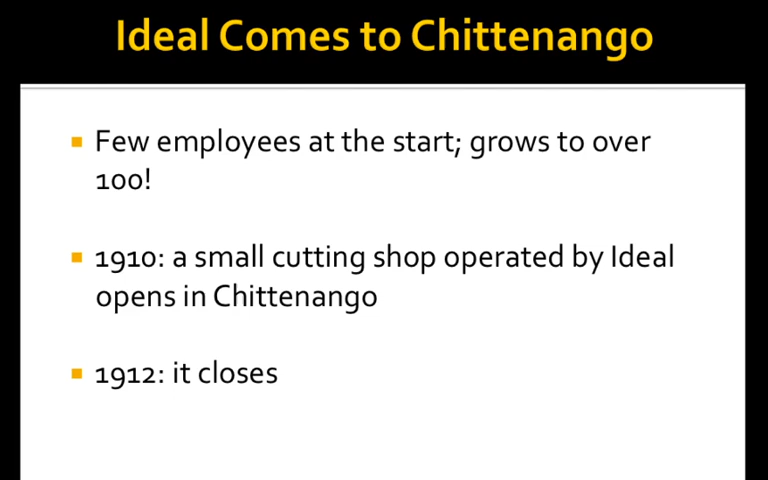 Ideal Comes to Chittenango
▪ Few employees at the start; grows to over
100!
▪ 1910: a small cutting shop operated by Ideal
opens in Chittenango
▪ 1912: it closes